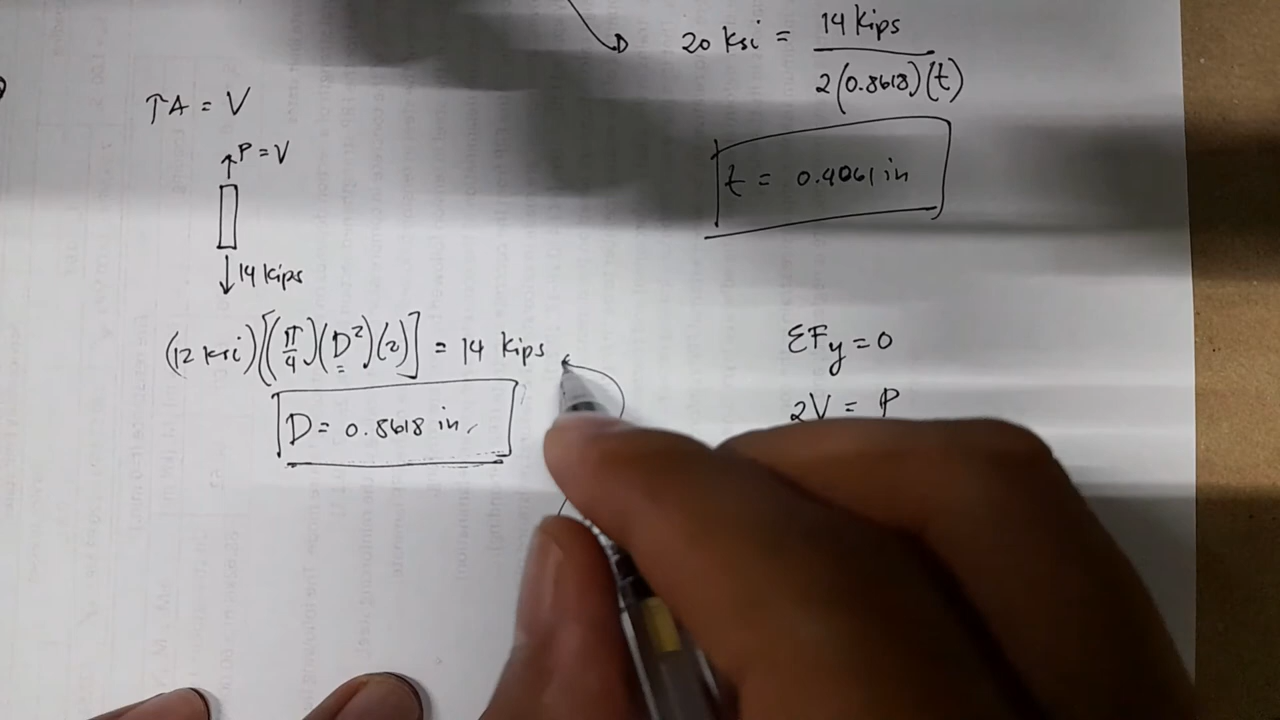 τA = V
P = V
14 kips
(12 ksi)[(π/4)(D²)(2)] = 14 kips
D = 0.8618 in.
20 ksi = 14 kips / 2(0.8618)(t)
t = 0.4061 in
ΣFy = 0
2V = P